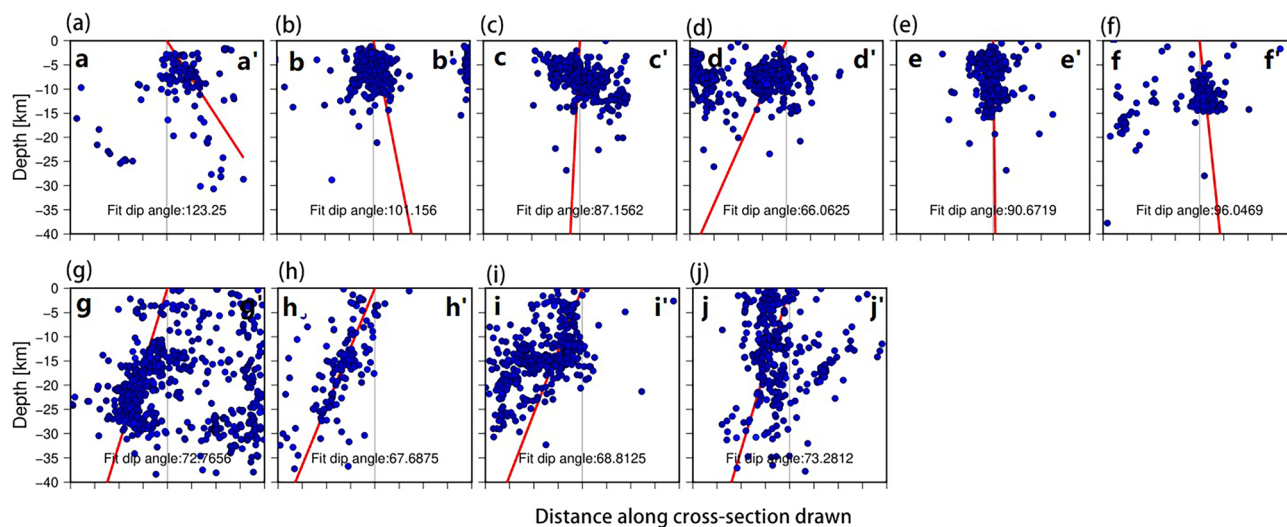 (a) (b) (c) (d) (e) (f)
0 -5 -10 -15 -20 -25 -30 -35 -40
Depth [km]
a a' b b' c c' d d' e e' f f'
Fit dip angle:123.25 Fit dip angle:101.156 Fit dip angle:87.1562 Fit dip angle:66.0625 Fit dip angle:90.6719 Fit dip angle:96.0469
(g) (h) (i) (j)
0 -5 -10 -15 -20 -25 -30 -35 -40
Depth [km]
g g' h h' i i' j j'
Fit dip angle:72.7656 Fit dip angle:67.6875 Fit dip angle:68.8125 Fit dip angle:73.2812
Distance along cross-section drawn